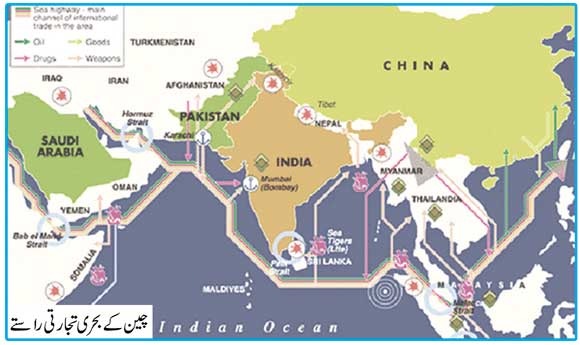 Sea highway - main
channel of international
trade in the area
Oil
Goods
Drugs
Weapons
TURKMENISTAN
CHINA
IRAQ
IRAN
AFGHANISTAN
Tibet
Hormuz
Strait
PAKISTAN
NEPAL
Karachi
SAUDI
ARABIA
INDIA
Mumbai
(Bombay)
MYANMAR
OMAN
THAILANDIA
YEMEN
Bab el Mandeb
Strait
Sea
Tigers
(Ltte)
SOMALIA
Palk
Strait
SRI LANKA
MALDIVES
MALAYSIA
Malacca
Strait
Indian Ocean
چین کے بحری تجارتی راستے